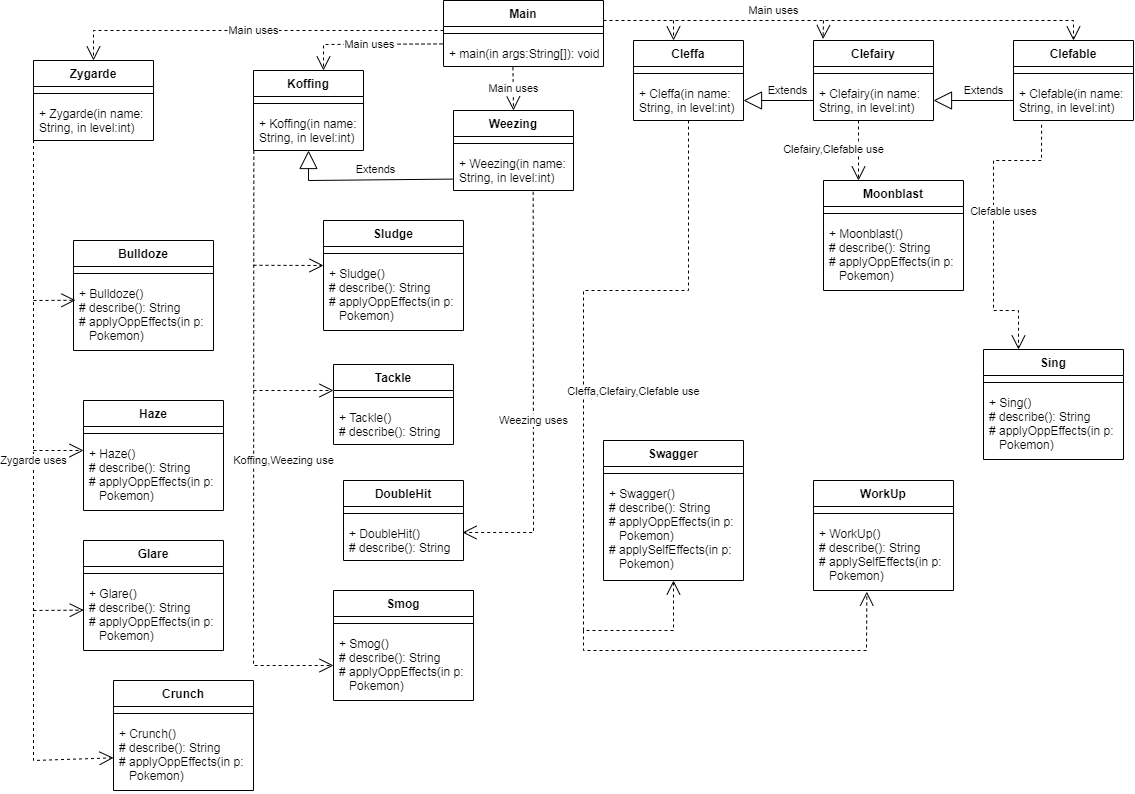 Main
+ main(in args:String[]): void
Main uses
Main uses
Main uses
Main uses
Zygarde
+ Zygarde(in name:
String, in level:int)
Koffing
+ Koffing(in name:
String, in level:int)
Weezing
+ Weezing(in name:
String, in level:int)
Extends
Cleffa
+ Cleffa(in name:
String, in level:int)
Extends
Clefairy
+ Clefairy(in name:
String, in level:int)
Extends
Clefable
+ Clefable(in name:
String, in level:int)
Clefairy,Clefable use
Moonblast
+ Moonblast()
# describe(): String
# applyOppEffects(in p:
Pokemon)
Clefable uses
Bulldoze
+ Bulldoze()
# describe(): String
# applyOppEffects(in p:
Pokemon)
Sludge
+ Sludge()
# describe(): String
# applyOppEffects(in p:
Pokemon)
Sing
+ Sing()
# describe(): String
# applyOppEffects(in p:
Pokemon)
Tackle
+ Tackle()
# describe(): String
Cleffa,Clefairy,Clefable use
Haze
+ Haze()
# describe(): String
# applyOppEffects(in p:
Pokemon)
Weezing uses
Zygarde uses
Koffing,Weezing use
Swagger
+ Swagger()
# describe(): String
# applyOppEffects(in p:
Pokemon)
# applySelfEffects(in p:
Pokemon)
WorkUp
+ WorkUp()
# describe(): String
# applySelfEffects(in p:
Pokemon)
DoubleHit
+ DoubleHit()
# describe(): String
Glare
+ Glare()
# describe(): String
# applyOppEffects(in p:
Pokemon)
Smog
+ Smog()
# describe(): String
# applyOppEffects(in p:
Pokemon)
Crunch
+ Crunch()
# describe(): String
# applyOppEffects(in p:
Pokemon)